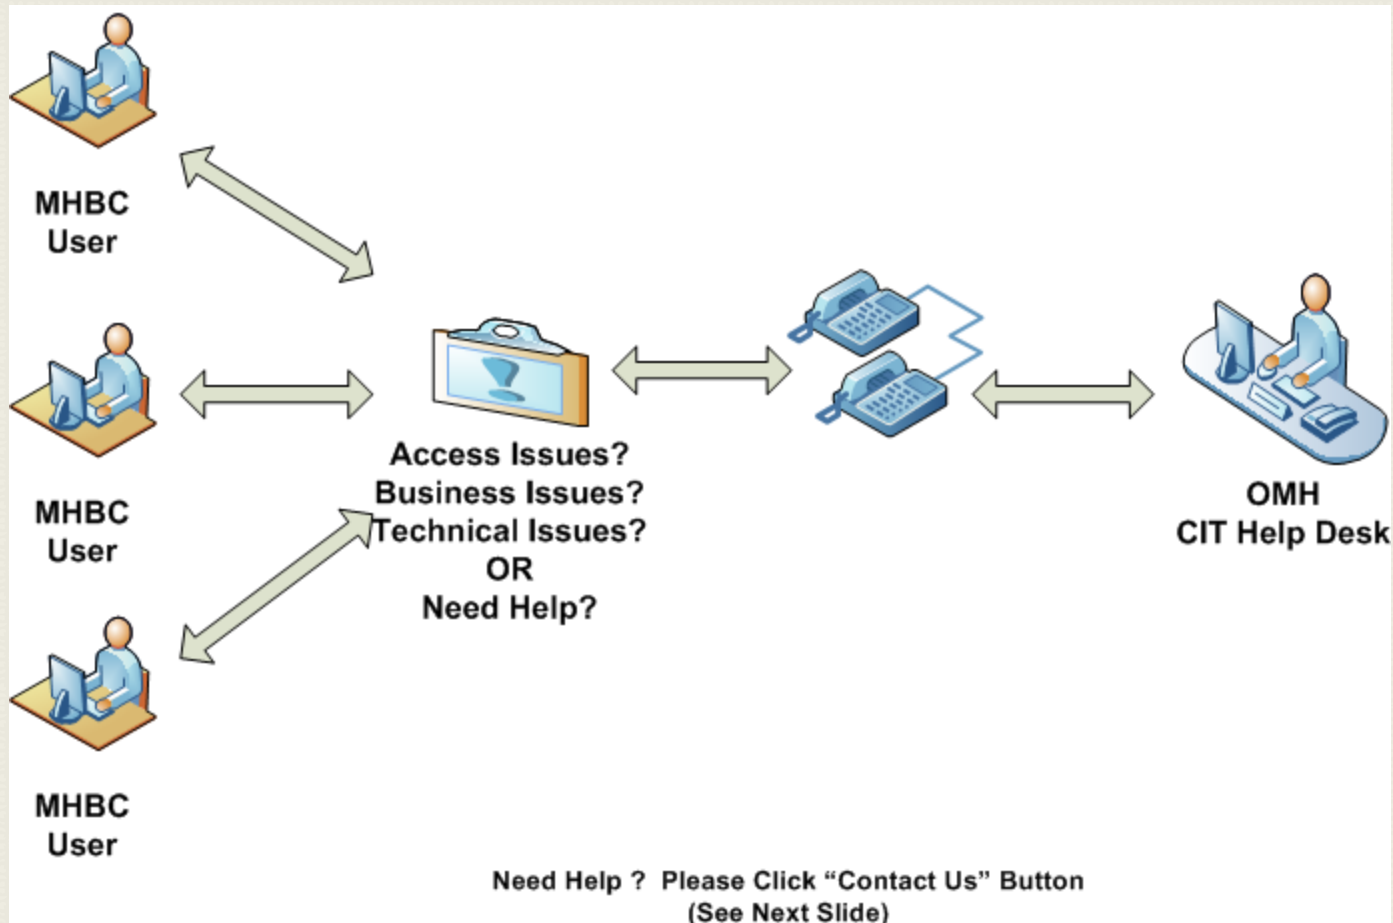 MHBC
User
MHBC
User
MHBC
User
Access Issues?
Business Issues?
Technical Issues?
OR
Need Help?
OMH
CIT Help Desk
Need Help ? Please Click “Contact Us” Button
(See Next Slide)